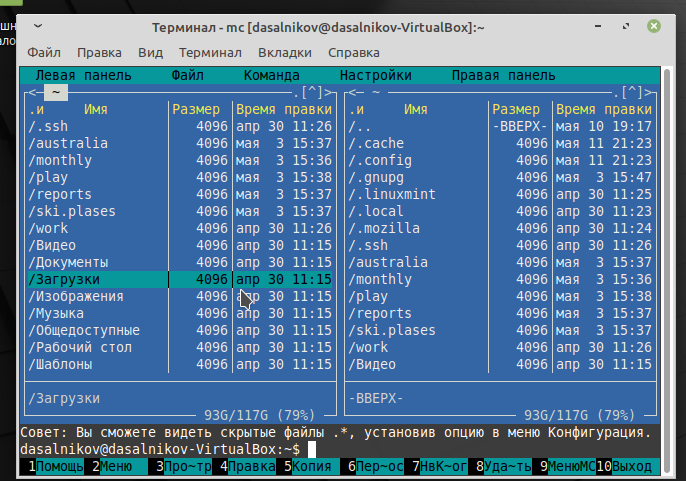 Терминал - mc [dasalnikov@dasalnikov-VirtualBox]:~
Файл Правка Вид Терминал Вкладки Справка
Левая панель Файл Команда Настройки Правая панель
<─ ~ .[^]> <─ ~ .[^]>
.и Имя Размер Время правки .и Имя Размер Время правки
/.ssh 4096 апр 30 11:26 /.. -ВВЕРХ- мая 10 19:17
/australia 4096 мая 3 15:37 /.cache 4096 мая 11 21:23
/monthly 4096 мая 3 15:36 /.config 4096 мая 11 21:23
/play 4096 мая 3 15:38 /.gnupg 4096 мая 3 15:47
/reports 4096 мая 3 15:37 /.linuxmint 4096 апр 30 11:25
/ski.plases 4096 мая 3 15:37 /.local 4096 апр 30 11:23
/work 4096 апр 30 11:26 /.mozilla 4096 апр 30 11:24
/Видео 4096 апр 30 11:15 /.ssh 4096 апр 30 11:26
/Документы 4096 апр 30 11:15 /australia 4096 мая 3 15:37
/Загрузки 4096 апр 30 11:15 /monthly 4096 мая 3 15:36
/Изображения 4096 апр 30 11:15 /play 4096 мая 3 15:38
/Музыка 4096 апр 30 11:15 /reports 4096 мая 3 15:37
/Общедоступные 4096 апр 30 11:15 /ski.plases 4096 мая 3 15:37
/Рабочий стол 4096 апр 30 11:15 /work 4096 апр 30 11:26
/Шаблоны 4096 апр 30 11:15 /Видео 4096 апр 30 11:15
/Загрузки -ВВЕРХ-
93G/117G (79%) 93G/117G (79%)
Совет: Вы сможете видеть скрытые файлы .*, установив опцию в меню Конфигурация.
dasalnikov@dasalnikov-VirtualBox:~$
1Помощь 2Меню 3Про~тр 4Правка 5Копия 6Пер~ос 7НвК~ог 8Уда~ть 9МенюМС 10Выход